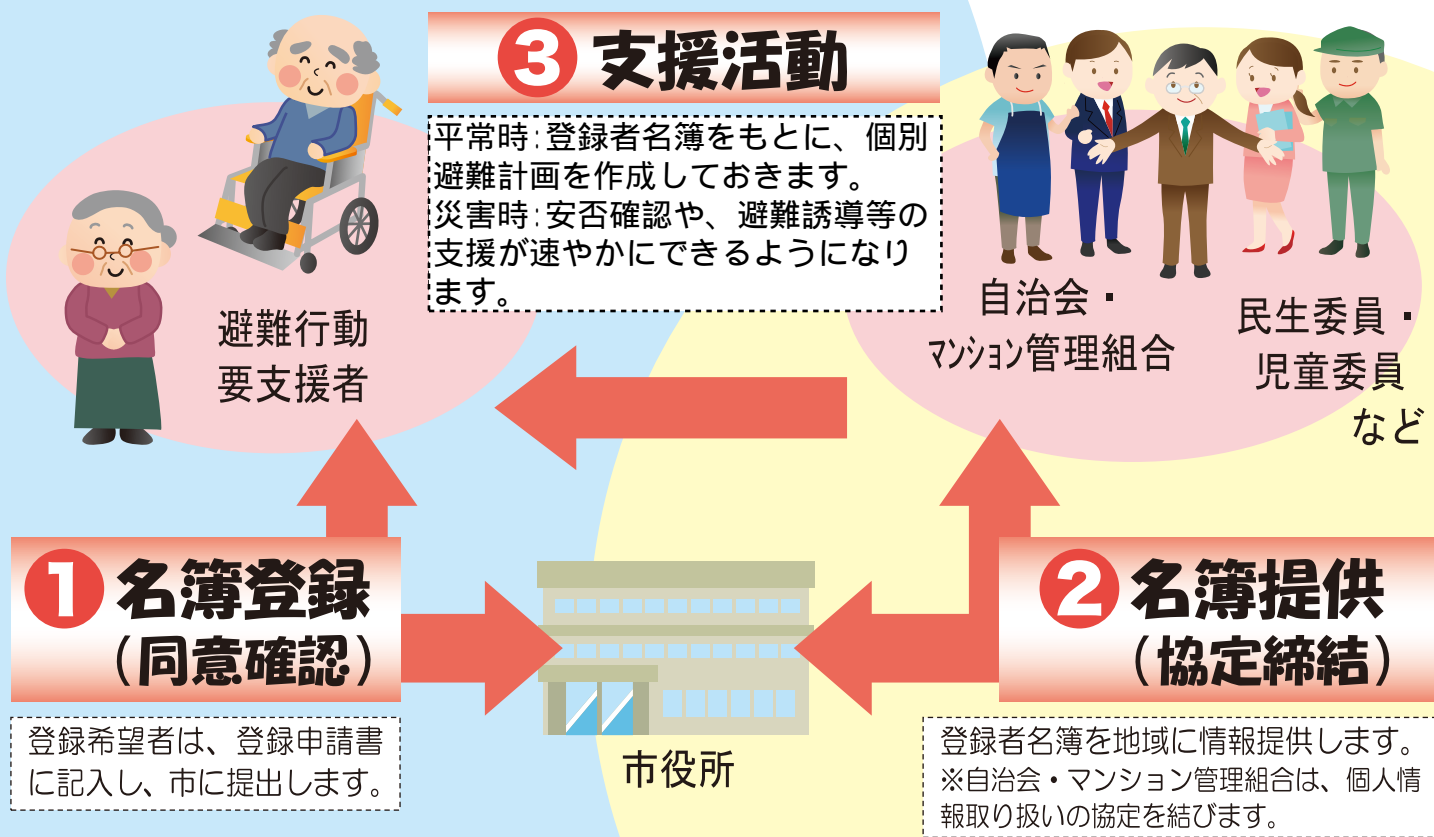 ❸支援活動
平常時:登録者名簿をもとに、個別
避難計画を作成しておきます。
災害時:安否確認や、避難誘導等の
支援が速やかにできるようになり
ます。
避難行動
要支援者
自治会・
マンション管理組合
民生委員・
児童委員
など
❶名簿登録
(同意確認)
登録希望者は、登録申請書
に記入し、市に提出します。
市役所
❷名簿提供
(協定締結)
登録者名簿を地域に情報提供します。
※自治会・マンション管理組合は、個人情
報取り扱いの協定を結びます。